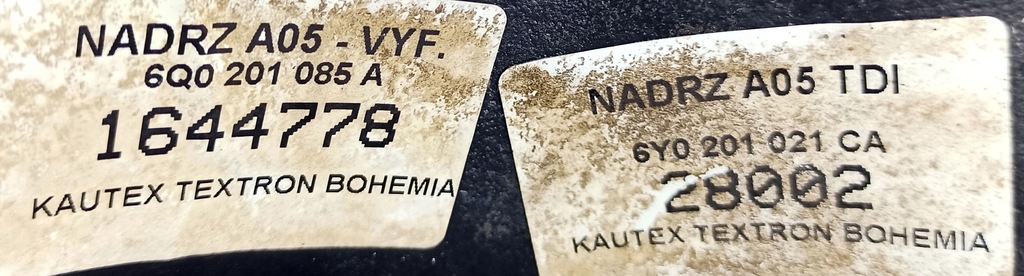 NADRZ A05 - VYF.
6Q0 201 085 A
1644778
KAUTEX TEXTRON BOHEMIA
NADRZ A05 TDI
6Y0 201 021 CA
28002
KAUTEX TEXTRON BOHEMIA